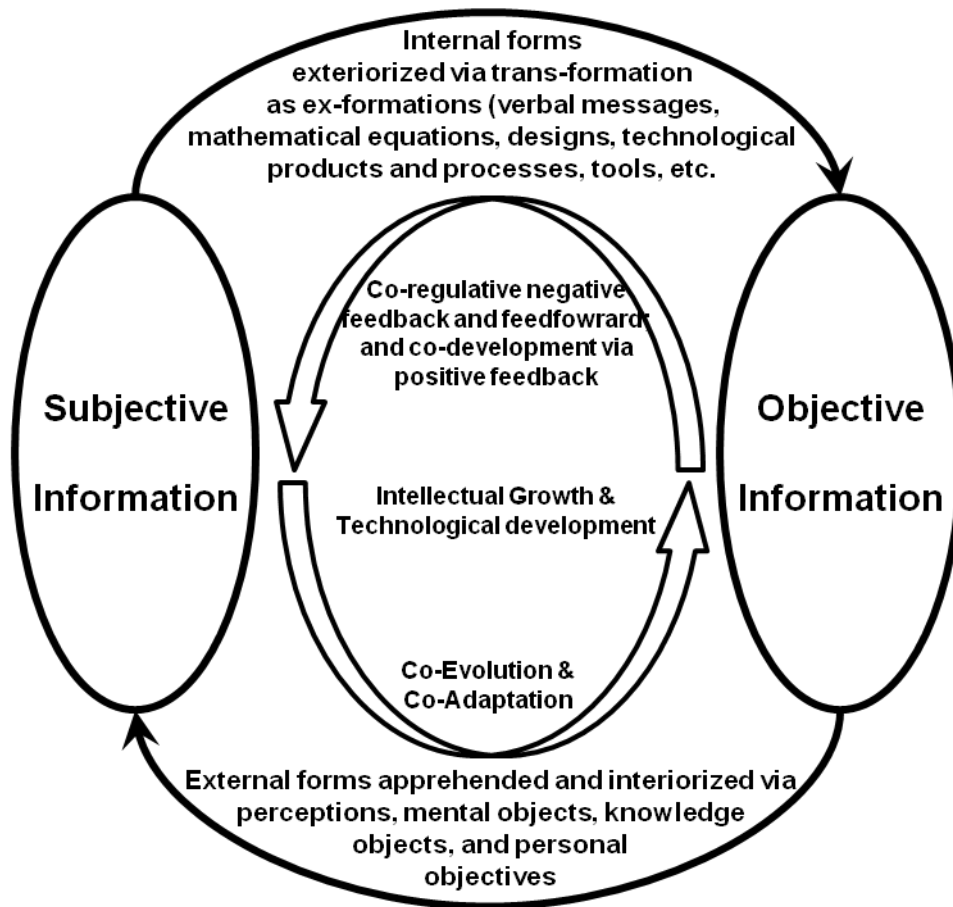 Internal forms
exteriorized via trans-formation
as ex-formations (verbal messages,
mathematical equations, designs, technological
products and processes, tools, etc.
Co-regulative negative
feedback and feedfowrard;
and co-development via
positive feedback
Subjective
Information
Objective
Information
Intellectual Growth &
Technological development
Co-Evolution &
Co-Adaptation
External forms apprehended and interiorized via
perceptions, mental objects, knowledge
objects, and personal
objectives